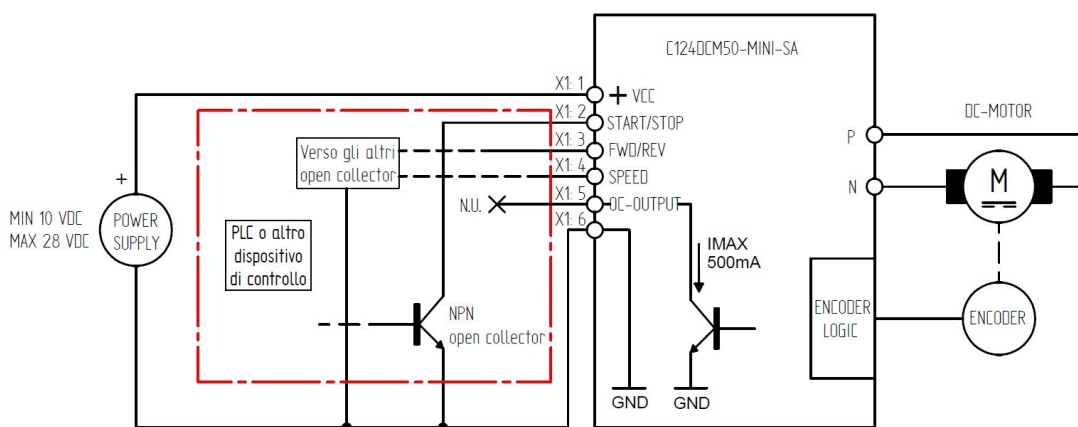 C124DCM50-MINI-SA
X1: 1
+ VCC
X1: 2
START/STOP
DC-MOTOR
X1: 3
FWD/REV
P
Verso gli altri
open collector
X1: 4
SPEED
N
M
X1: 5
OC-OUTPUT
N.U.
X1: 6
+
MIN 10 VDC
MAX 28 VDC
POWER
SUPPLY
PLC o altro
dispositivo
di controllo
IMAX
500mA
NPN
open collector
ENCODER
LOGIC
ENCODER
GND
GND